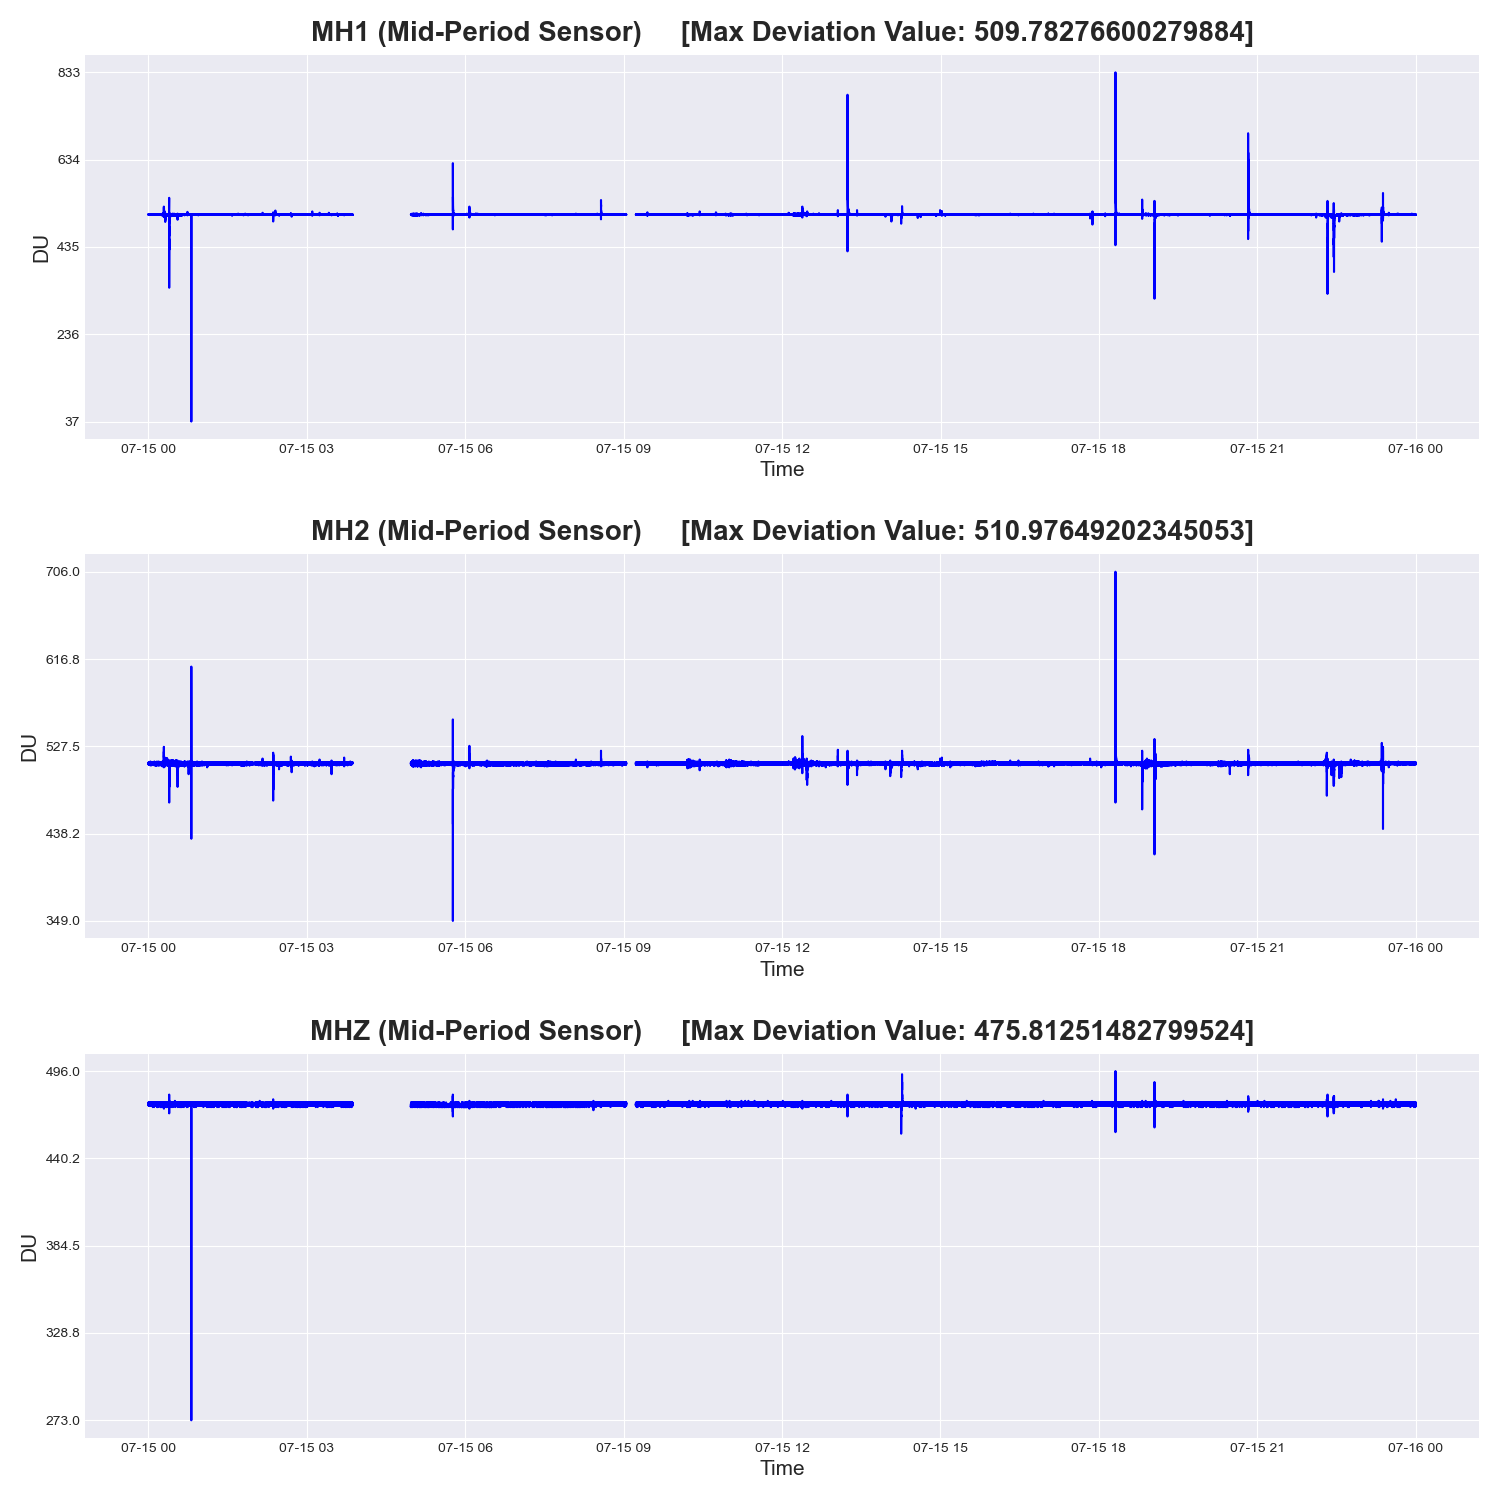 MH1 (Mid-Period Sensor) [Max Deviation Value: 509.78276600279884]
833
634
435
236
37
DU
07-15 00 07-15 03 07-15 06 07-15 09 07-15 12 07-15 15 07-15 18 07-15 21 07-16 00
Time
MH2 (Mid-Period Sensor) [Max Deviation Value: 510.97649202345053]
706.0
616.8
527.5
438.2
349.0
DU
07-15 00 07-15 03 07-15 06 07-15 09 07-15 12 07-15 15 07-15 18 07-15 21 07-16 00
Time
MHZ (Mid-Period Sensor) [Max Deviation Value: 475.81251482799524]
496.0
440.2
384.5
328.8
273.0
DU
07-15 00 07-15 03 07-15 06 07-15 09 07-15 12 07-15 15 07-15 18 07-15 21 07-16 00
Time